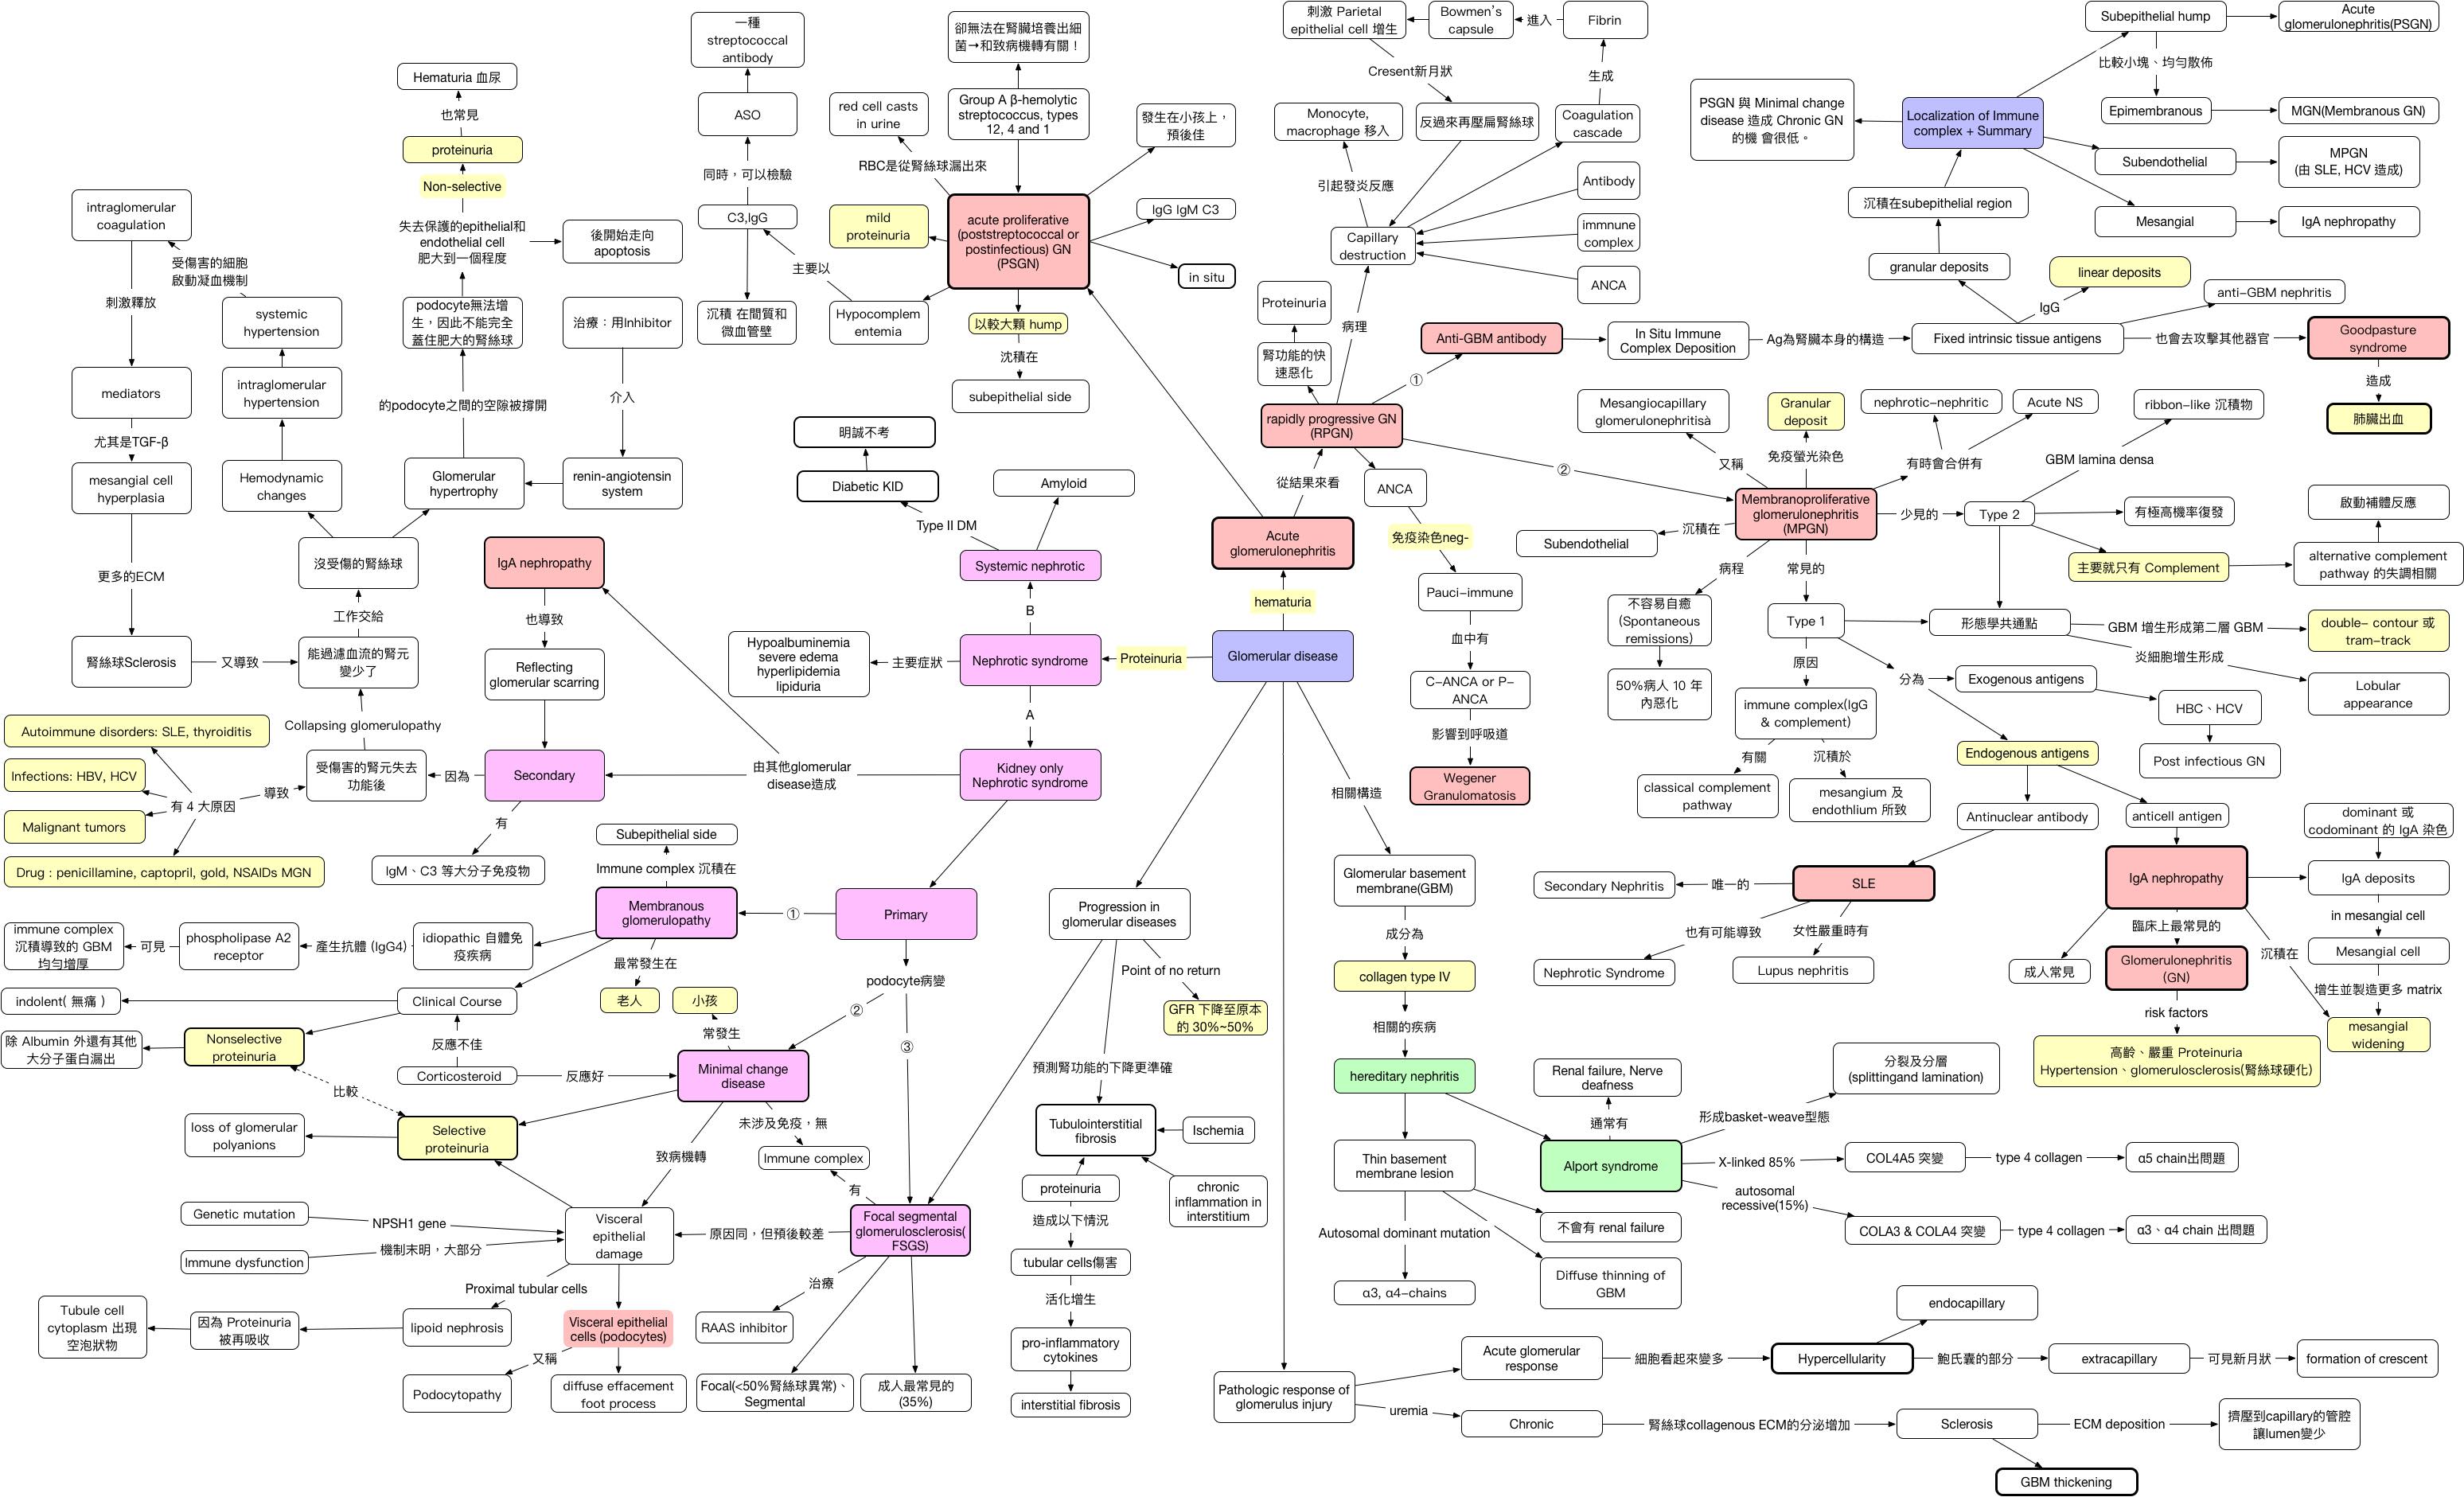 一種
streptococcal
antibody
ASO
同時，可以檢驗
C3,IgG
沉積 在間質和
微血管壁
主要以
Hypocomplem
entemia
卻無法在腎臟培養出細
菌→和致病機轉有關！
Group A β-hemolytic
streptococcus, types
12, 4 and 1
red cell casts
in urine
RBC是從腎絲球漏出來
發生在小孩上，
預後佳
IgG IgM C3
in situ
mild
proteinuria
acute proliferative
(poststreptococcal or
postinfectious) GN
(PSGN)
以較大顆 hump
沈積在
subepithelial side
Hematuria 血尿
也常見
proteinuria
Non-selective
失去保護的epithelial和
endothelial cell
肥大到一個程度
後開始走向
apoptosis
podocyte無法增
生，因此不能完全
蓋住肥大的腎絲球
的podocyte之間的空隙被撐開
Glomerular
hypertrophy
治療：用Inhibitor
介入
renin-angiotensin
system
intraglomerular
coagulation
受傷害的細胞
啟動凝血機制
刺激釋放
systemic
hypertension
intraglomerular
hypertension
Hemodynamic
changes
mediators
尤其是TGF-β
mesangial cell
hyperplasia
更多的ECM
腎絲球Sclerosis
又導致
能過濾血流的腎元
變少了
工作交給
沒受傷的腎絲球
Collapsing glomerulopathy
受傷害的腎元失去
功能後
因為
Secondary
有
IgM、C3 等大分子免疫物
IgA nephropathy
也導致
Reflecting
glomerular scarring
Autoimmune disorders: SLE, thyroiditis
Infections: HBV, HCV
有 4 大原因
導致
Malignant tumors
Drug : penicillamine, captopril, gold, NSAIDs MGN
由其他glomerular
disease造成
明誠不考
Diabetic KID
Type II DM
Amyloid
Systemic nephrotic
B
Nephrotic syndrome
主要症狀
Hypoalbuminemia
severe edema
hyperlipidemia
lipiduria
A
Kidney only
Nephrotic syndrome
Proteinuria
Glomerular disease
hematuria
Acute
glomerulonephritis
從結果來看
rapidly progressive GN
(RPGN)
腎功能的快
速惡化
Proteinuria
病理
Capillary
destruction
引起發炎反應
Monocyte,
macrophage 移入
反過來再壓扁腎絲球
Cresent新月狀
刺激 Parietal
epithelial cell 增生
Bowmen's
capsule
進入
Fibrin
生成
Coagulation
cascade
Antibody
immnune
complex
ANCA
①
Anti-GBM antibody
In Situ Immune
Complex Deposition
Ag為腎臟本身的構造
Fixed intrinsic tissue antigens
也會去攻擊其他器官
Goodpasture
syndrome
造成
肺臟出血
anti-GBM nephritis
IgG
linear deposits
granular deposits
沉積在subepithelial region
Localization of Immune
complex + Summary
PSGN 與 Minimal change
disease 造成 Chronic GN
的機 會很低。
Subepithelial hump
Acute
glomerulonephritis(PSGN)
比較小塊、均勻散佈
Epimembranous
MGN(Membranous GN)
Subendothelial
MPGN
(由 SLE, HCV 造成)
Mesangial
IgA nephropathy
ANCA
免疫染色neg-
Pauci-immune
血中有
C-ANCA or P-
ANCA
影響到呼吸道
Wegener
Granulomatosis
②
Membranoproliferative
glomerulonephritis
(MPGN)
又稱
Mesangiocapillary
glomerulonephritisà
免疫螢光染色
Granular
deposit
有時會合併有
nephrotic-nephritic
Acute NS
沉積在
Subendothelial
病程
不容易自癒
(Spontaneous
remissions)
50%病人 10 年
內惡化
少見的
Type 2
GBM lamina densa
ribbon-like 沉積物
有極高機率復發
主要就只有 Complement
alternative complement
pathway 的失調相關
啟動補體反應
常見的
Type 1
形態學共通點
GBM 增生形成第二層 GBM
double- contour 或
tram-track
炎細胞增生形成
Lobular
appearance
原因
immune complex(IgG
& complement)
有關
classical complement
pathway
沉積於
mesangium 及
endothlium 所致
分為
Exogenous antigens
HBC、HCV
Post infectious GN
Endogenous antigens
Antinuclear antibody
anticell antigen
SLE
唯一的
Secondary Nephritis
也有可能導致
Nephrotic Syndrome
女性嚴重時有
Lupus nephritis
IgA nephropathy
dominant 或
codominant 的 IgA 染色
IgA deposits
in mesangial cell
Mesangial cell
增生並製造更多 matrix
沉積在
mesangial
widening
成人常見
臨床上最常見的
Glomerulonephritis
(GN)
risk factors
高齡、嚴重 Proteinuria
Hypertension、glomerulosclerosis(腎絲球硬化)
Primary
①
Membranous
glomerulopathy
Immune complex 沉積在
Subepithelial side
最常發生在
老人
idiopathic 自體免
疫疾病
產生抗體 (IgG4)
phospholipase A2
receptor
可見
immune complex
沉積導致的 GBM
均勻增厚
Clinical Course
indolent( 無痛 )
Nonselective
proteinuria
除 Albumin 外還有其他
大分子蛋白漏出
反應不佳
Corticosteroid
反應好
比較
Selective
proteinuria
loss of glomerular
polyanions
podocyte病變
②
③
Minimal change
disease
常發生
小孩
未涉及免疫，無
Immune complex
有
致病機轉
Visceral
epithelial
damage
Genetic mutation
NPSH1 gene
Immune dysfunction
機制末明，大部分
Proximal tubular cells
lipoid nephrosis
因為 Proteinuria
被再吸收
Tubule cell
cytoplasm 出現
空泡狀物
Visceral epithelial
cells (podocytes)
又稱
Podocytopathy
diffuse effacement
foot process
Focal segmental
glomerulosclerosis(
FSGS)
原因同，但預後較差
治療
RAAS inhibitor
Focal(<50%腎絲球異常)、
Segmental
成人最常見的
(35%)
Progression in
glomerular diseases
Point of no return
GFR 下降至原本
的 30%~50%
預測腎功能的下降更準確
Tubulointerstitial
fibrosis
Ischemia
chronic
inflammation in
interstitium
proteinuria
造成以下情況
tubular cells傷害
活化增生
pro-inflammatory
cytokines
interstitial fibrosis
相關構造
Glomerular basement
membrane(GBM)
成分為
collagen type IV
相關的疾病
hereditary nephritis
Thin basement
membrane lesion
Autosomal dominant mutation
α3, α4-chains
不會有 renal failure
Diffuse thinning of
GBM
Alport syndrome
通常有
Renal failure, Nerve
deafness
形成basket-weave型態
分裂及分層
(splittingand lamination)
X-linked 85%
COL4A5 突變
type 4 collagen
α5 chain出問題
autosomal
recessive(15%)
COLA3 & COLA4 突變
type 4 collagen
α3、α4 chain 出問題
Pathologic response of
glomerulus injury
Acute glomerular
response
細胞看起來變多
Hypercellularity
endocapillary
鮑氏囊的部分
extracapillary
可見新月狀
formation of crescent
uremia
Chronic
腎絲球collagenous ECM的分泌增加
Sclerosis
ECM deposition
擠壓到capillary的管腔
讓lumen變少
GBM thickening